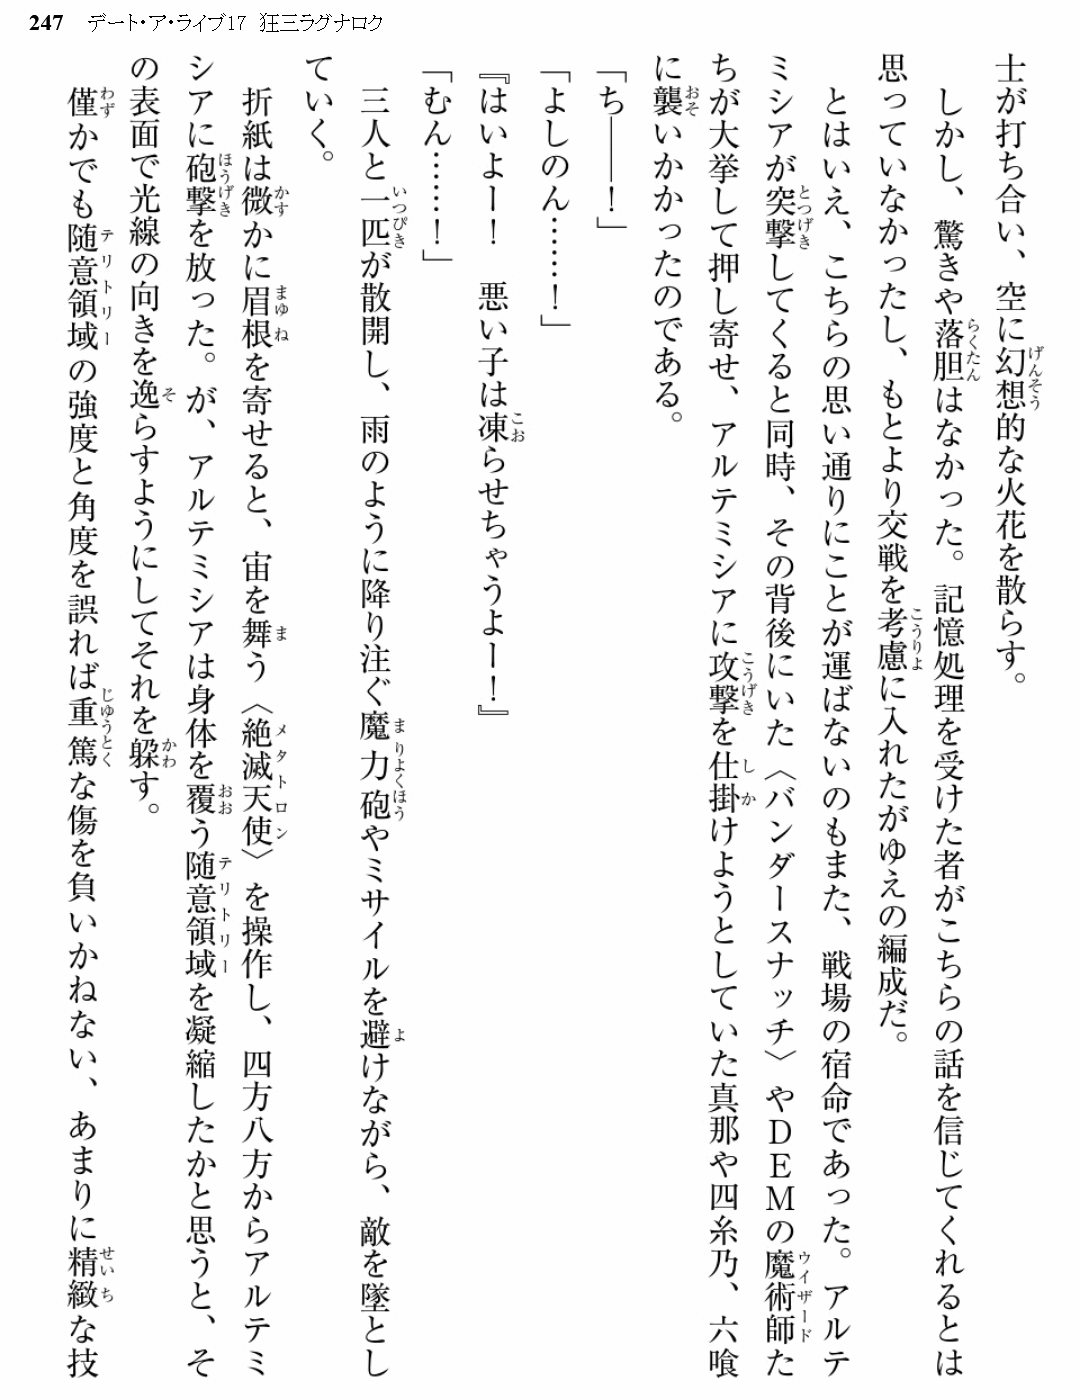 247 デート・ア・ライブ17 狂三ラグナロク
士が打ち合い、空に幻想的な火花を散らす。
しかし、驚きや落胆はなかった。記憶処理を受けた者がこちらの話を信じてくれるとは
思っていなかったし、もとより交戦を考慮に入れたがゆえの編成だ。
とはいえ、こちらの思い通りにことが運ばないのもまた、戦場の宿命であった。アルテ
ミシアが突撃してくると同時、その背後にいた〈バンダースナッチ〉やDEMの魔術師た
ちが大挙して押し寄せ、アルテミシアに攻撃を仕掛けようとしていた真那や四糸乃、六喰
に襲いかかったのである。
「ち――！」
「よしのん……！」
『はいよー！　悪い子は凍らせちゃうよー！』
「むん……！」
三人と一匹が散開し、雨のように降り注ぐ魔力砲やミサイルを避けながら、敵を墜とし
ていく。
折紙は微かに眉根を寄せると、宙を舞う〈絶滅天使〉を操作し、四方八方からアルテミ
シアに砲撃を放った。が、アルテミシアは身体を覆う随意領域を凝縮したかと思うと、そ
の表面で光線の向きを逸らすようにしてそれを躱す。
僅かでも随意領域の強度と角度を誤れば重篤な傷を負いかねない、あまりに精緻な技